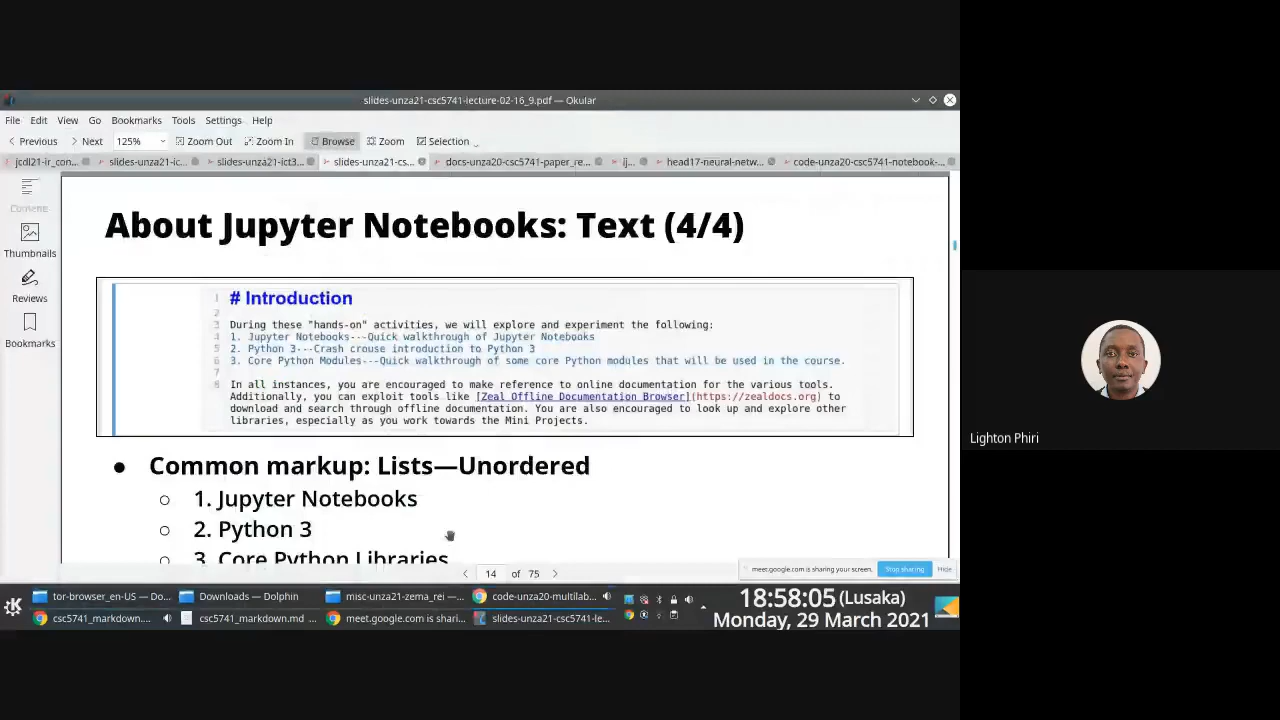 slides-unza21-csc5741-lecture-02-16_9.pdf — Okular
File Edit View Go Bookmarks Tools Settings Help
Previous Next 125% Zoom Out Zoom In Browse Zoom Selection
jcdl21-ir_con... slides-unza21-ic... slides-unza21-ict3... slides-unza21-cs... docs-unza20-csc5741-paper_re... ij... head17-neural-netw... code-unza20-csc5741-notebook-...
Contents
Thumbnails
Reviews
Bookmarks
About Jupyter Notebooks: Text (4/4)
1 # Introduction
2
3 During these "hands-on" activities, we will explore and experiment the following:
4 1. Jupyter Notebooks---Quick walkthrough of Jupyter Notebooks
5 2. Python 3---Crash crouse introduction to Python 3
6 3. Core Python Modules---Quick walkthrough of some core Python modules that will be used in the course.
7
8 In all instances, you are encouraged to make reference to online documentation for the various tools.
Additionally, you can exploit tools like [Zeal Offline Documentation Browser](https://zealdocs.org) to
download and search through offline documentation. You are also encouraged to look up and explore other
libraries, especially as you work towards the Mini Projects.
● Common markup: Lists—Unordered
○ 1. Jupyter Notebooks
○ 2. Python 3
○ 3. Core Python Libraries
14 of 75
meet.google.com is sharing your screen. Stop sharing Hide
tor-browser_en-US — Do... Downloads — Dolphin misc-unza21-zema_rei —... code-unza20-multilab...
csc5741_markdown.... csc5741_markdown.md ... meet.google.com is shari... slides-unza21-csc5741-le...
18:58:05 (Lusaka)
Monday, 29 March 2021
Lighton Phiri